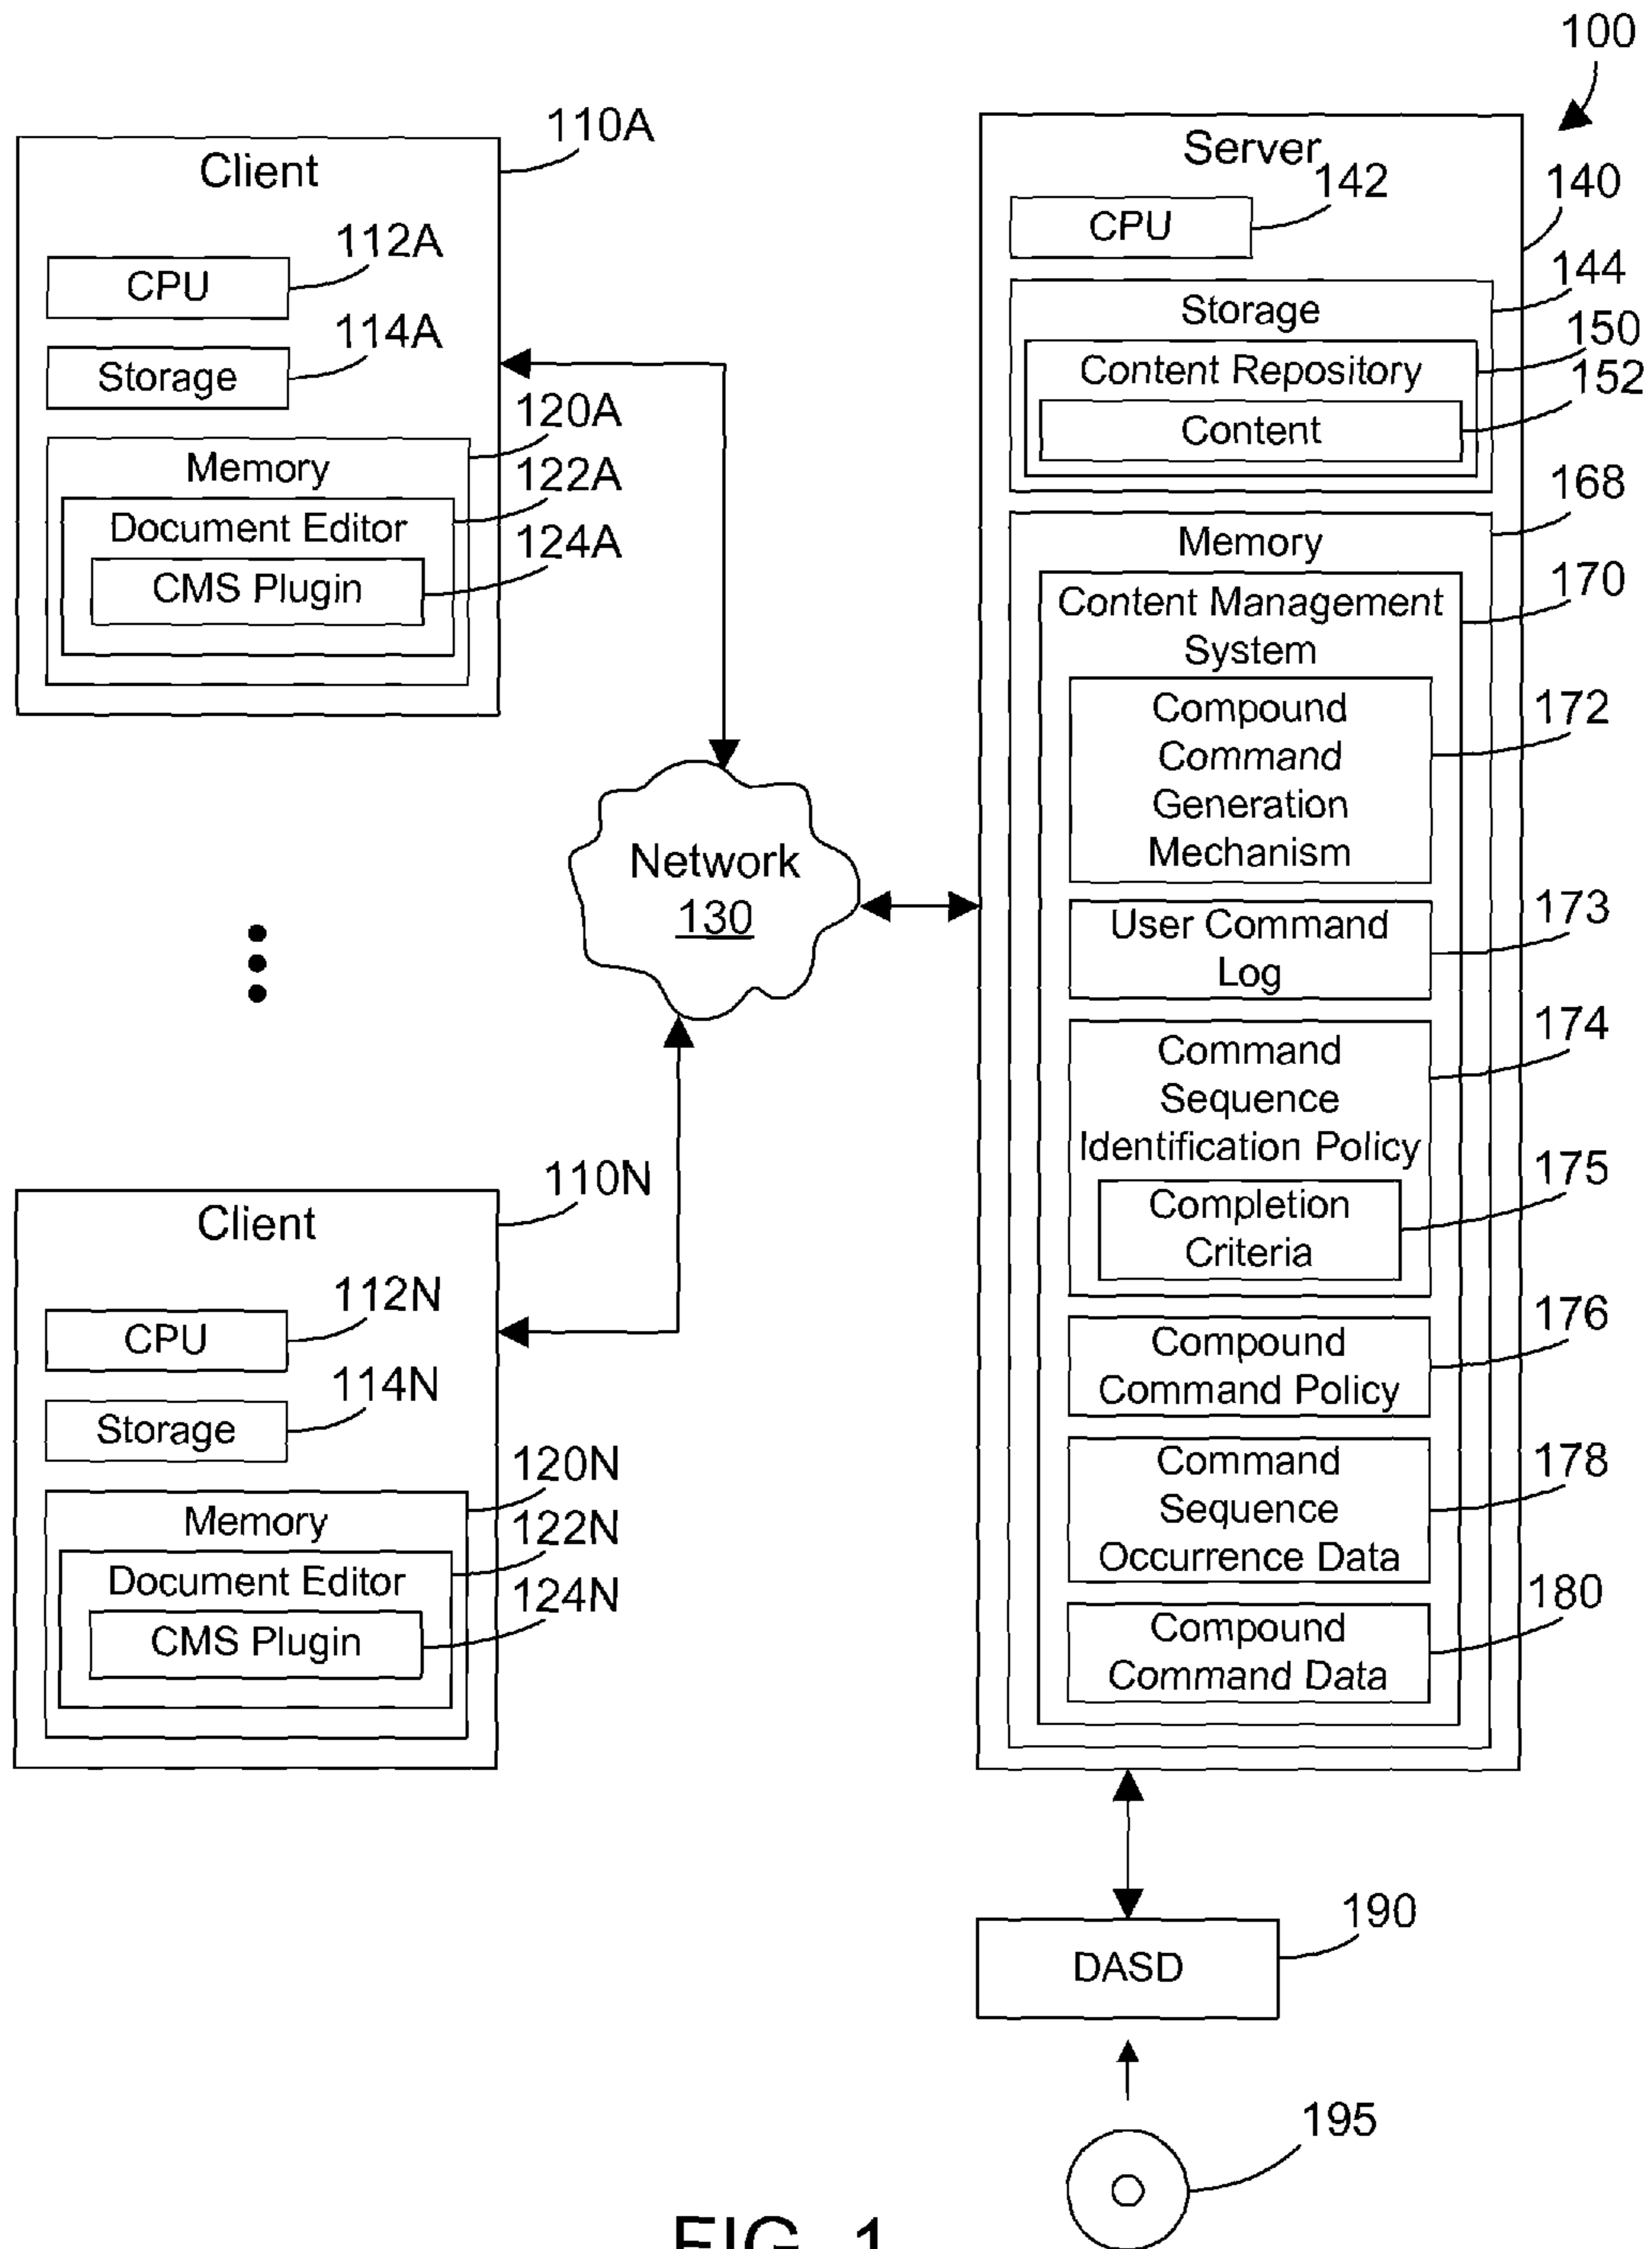 100
110A
Client
112A
CPU
114A
Storage
120A
Memory
122A
Document Editor
124A
CMS Plugin
Server
142
CPU
140
144
Storage
150
Content Repository
152
Content
168
Memory
170
Content Management
System
172
Compound
Command
Generation
Mechanism
173
User Command
Log
174
Command
Sequence
Identification Policy
175
Completion
Criteria
176
Compound
Command Policy
178
Command
Sequence
Occurrence Data
180
Compound
Command Data
Network
130
110N
Client
112N
CPU
114N
Storage
120N
Memory
122N
Document Editor
124N
CMS Plugin
190
DASD
195
FIG. 1